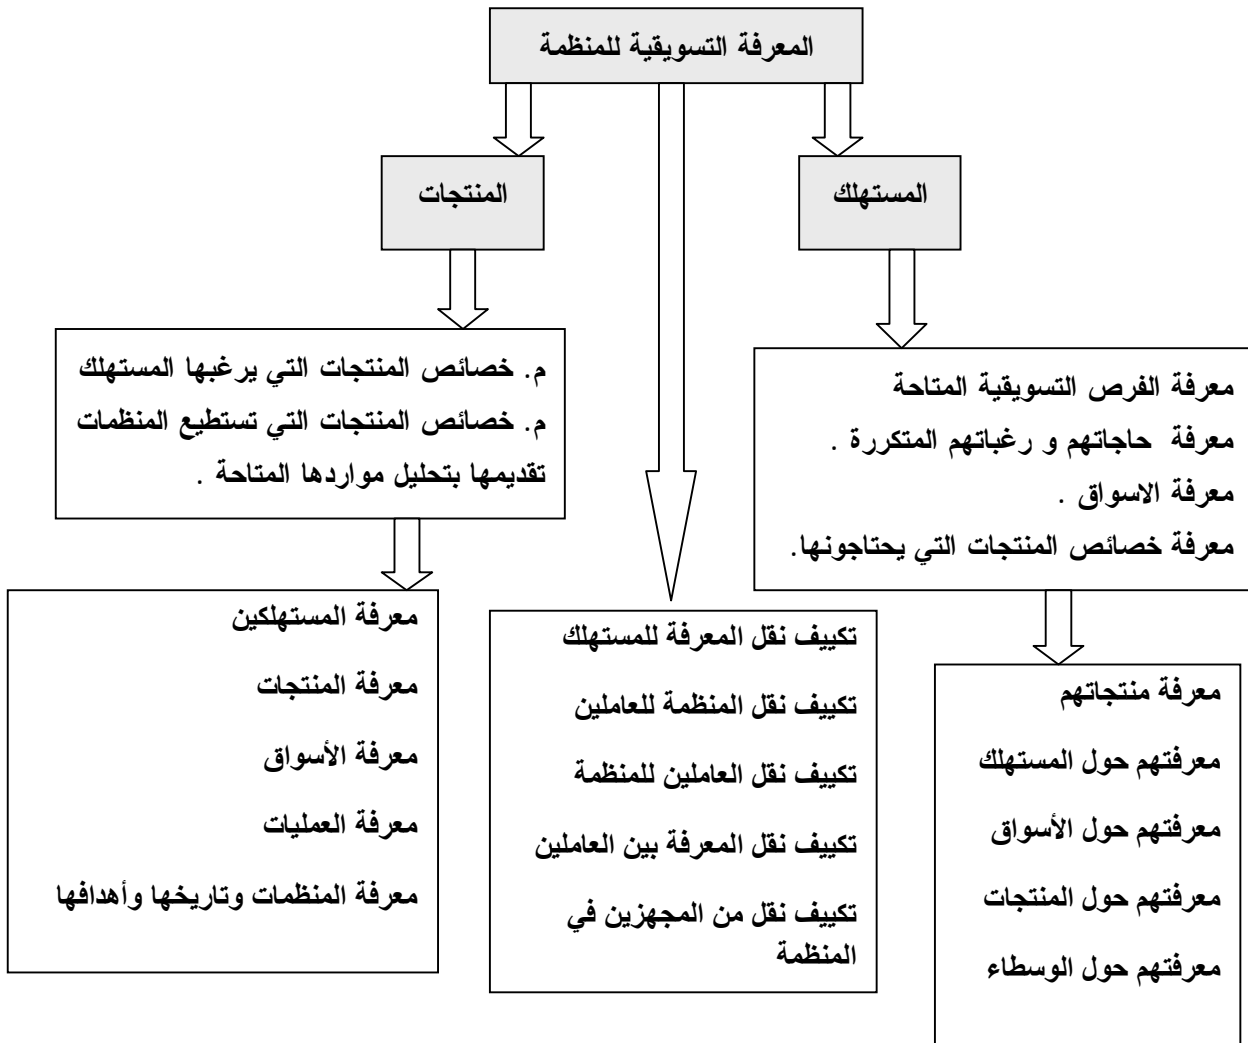 المعرفة التسويقية للمنظمة
المستهلك
المنتجات
معرفة الفرص التسويقية المتاحة
معرفة حاجاتهم و رغباتهم المتكررة .
معرفة الاسواق .
معرفة خصائص المنتجات التي يحتاجونها.
م. خصائص المنتجات التي يرغبها المستهلك
م. خصائص المنتجات التي تستطيع المنظمات
تقديمها بتحليل مواردها المتاحة .
معرفة منتجاتهم
معرفتهم حول المستهلك
معرفتهم حول الأسواق
معرفتهم حول المنتجات
معرفتهم حول الوسطاء
تكييف نقل المعرفة للمستهلك
تكييف نقل المنظمة للعاملين
تكييف نقل العاملين للمنظمة
تكييف نقل المعرفة بين العاملين
تكييف نقل من المجهزين في
المنظمة
معرفة المستهلكين
معرفة المنتجات
معرفة الأسواق
معرفة العمليات
معرفة المنظمات وتاريخها وأهدافها